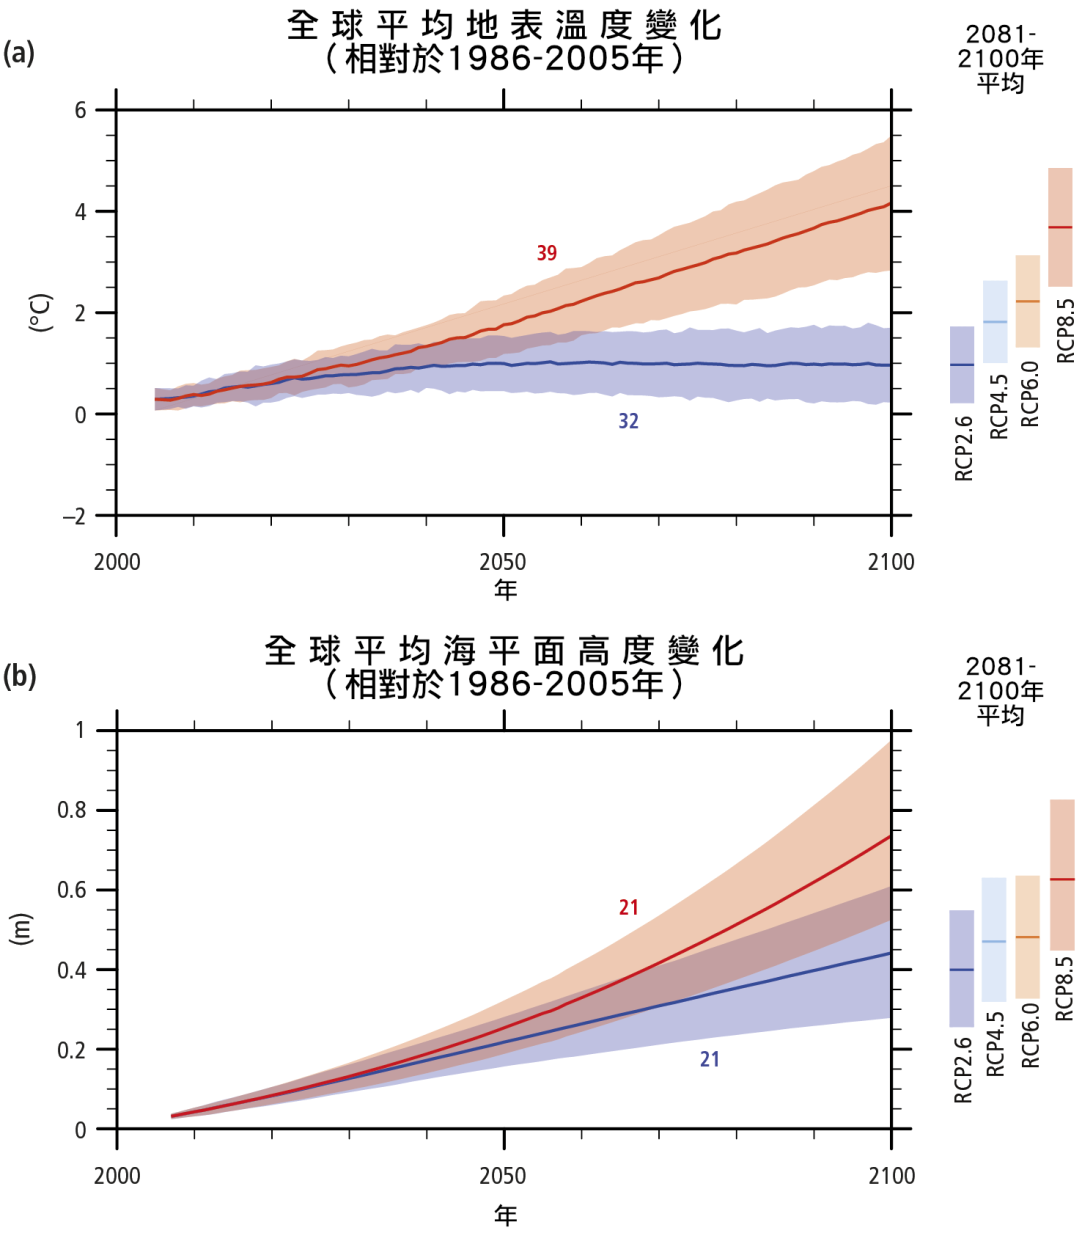 (a)
全球平均地表溫度變化
（相對於1986-2005年）
2081-
2100年
平均
6
4
2
0
−2
(°C)
39
32
2000
2050
2100
年
RCP2.6
RCP4.5
RCP6.0
RCP8.5
(b)
全球平均海平面高度變化
（相對於1986-2005年）
2081-
2100年
平均
1
0.8
0.6
0.4
0.2
0
(m)
21
21
2000
2050
2100
年
RCP2.6
RCP4.5
RCP6.0
RCP8.5